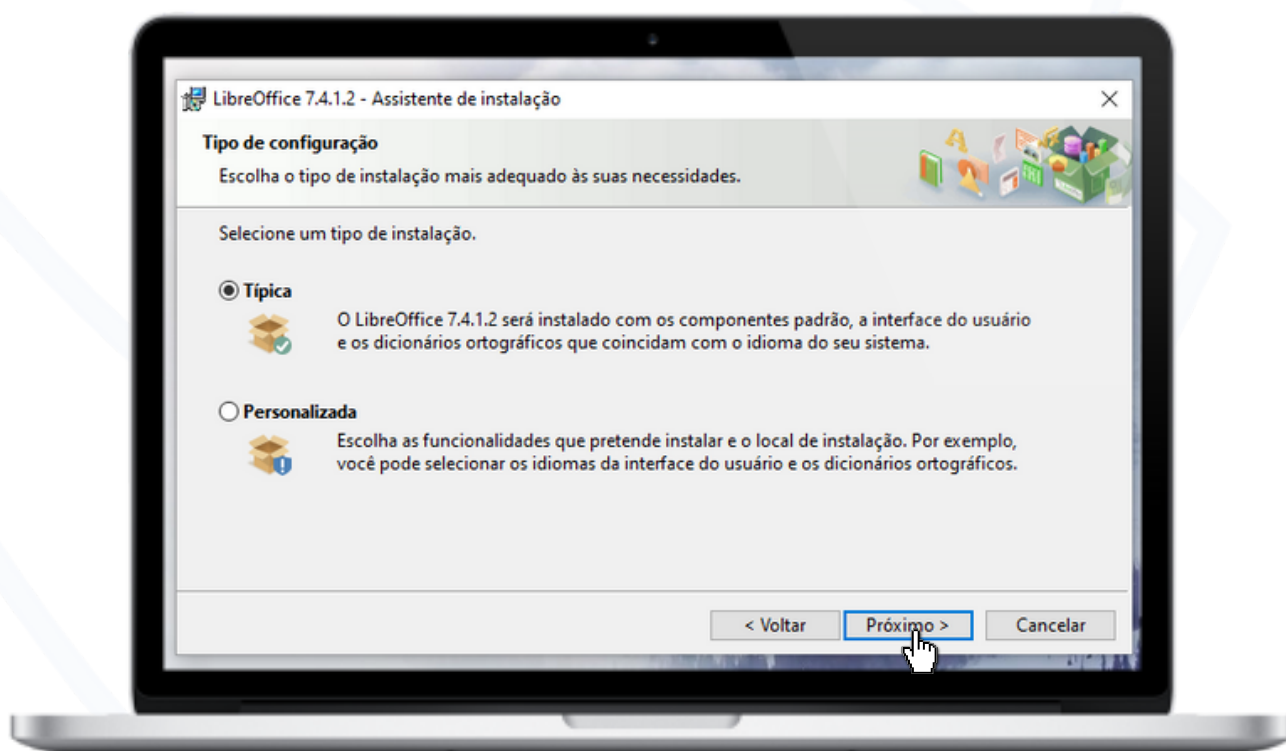 LibreOffice 7.4.1.2 - Assistente de instalação
Tipo de configuração
Escolha o tipo de instalação mais adequado às suas necessidades.
Selecione um tipo de instalação.
Típica
O LibreOffice 7.4.1.2 será instalado com os componentes padrão, a interface do usuário
e os dicionários ortográficos que coincidam com o idioma do seu sistema.
Personalizada
Escolha as funcionalidades que pretende instalar e o local de instalação. Por exemplo,
você pode selecionar os idiomas da interface do usuário e os dicionários ortográficos.
< Voltar Próximo > Cancelar